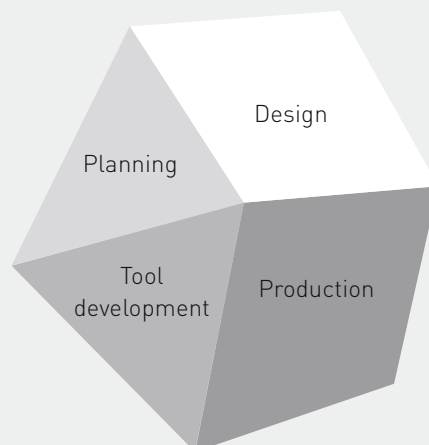 Design
Planning
Tool
development
Production